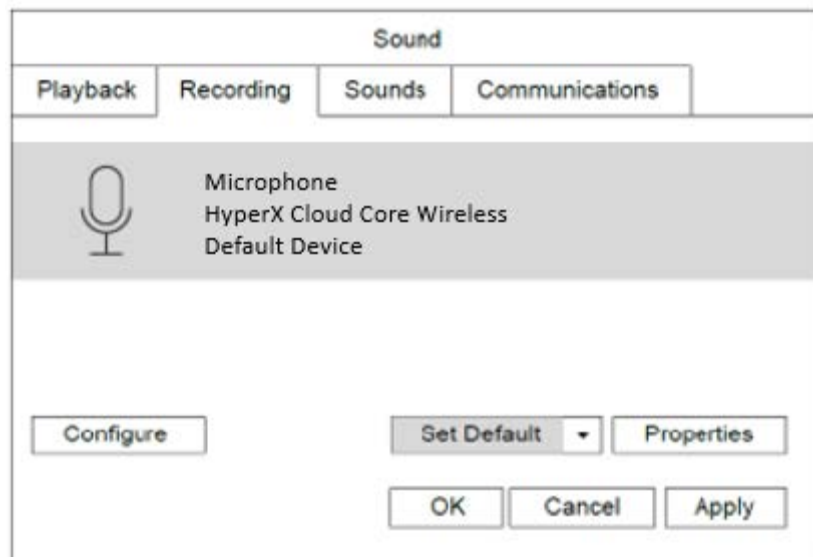 Sound
Playback Recording Sounds Communications
Microphone
HyperX Cloud Core Wireless
Default Device
Configure Set Default Properties
OK Cancel Apply